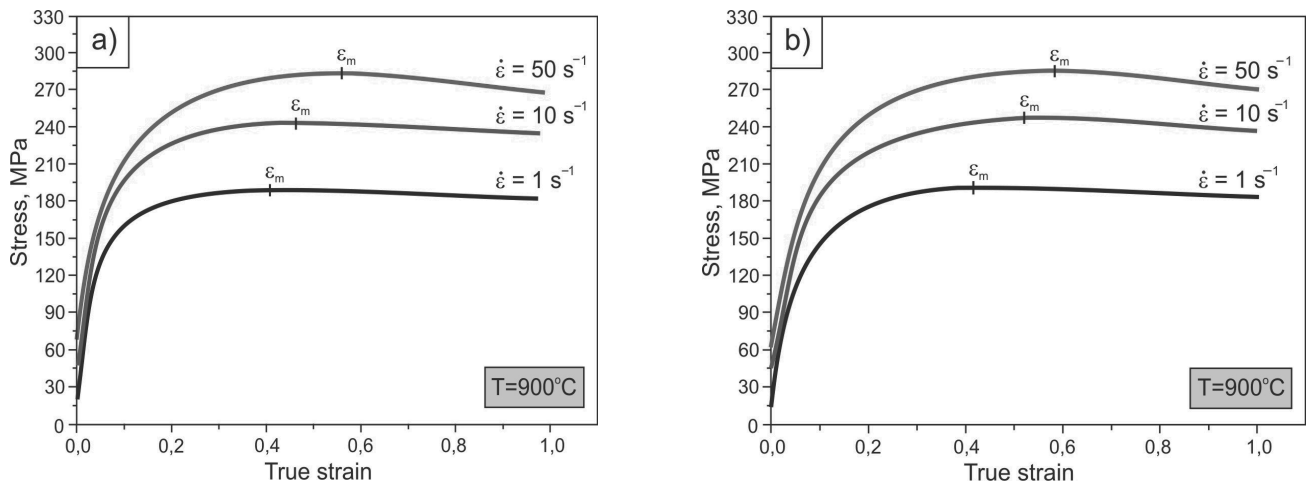 a)
Stress, MPa
330
300
270
240
210
180
150
120
90
60
30
0
εm
ε̇ = 50 s⁻¹
εm
ε̇ = 10 s⁻¹
εm
ε̇ = 1 s⁻¹
T=900°C
0,0 0,2 0,4 0,6 0,8 1,0
True strain
b)
Stress, MPa
330
300
270
240
210
180
150
120
90
60
30
0
εm
ε̇ = 50 s⁻¹
εm
ε̇ = 10 s⁻¹
εm
ε̇ = 1 s⁻¹
T=900°C
0,0 0,2 0,4 0,6 0,8 1,0
True strain